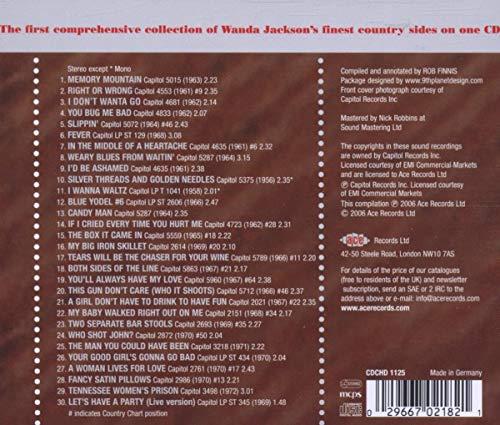 The first comprehensive collection of Wanda Jackson's finest country sides on one CD
Stereo except * Mono
1. MEMORY MOUNTAIN Capitol 5015 (1963) 2.23
2. RIGHT OR WRONG Capitol 4553 (1961) #9 2.35
3. I DON'T WANTA GO Capitol 4681 (1962) 2.14
4. YOU BUG ME BAD Capitol 4833 (1962) 2.07
5. SLIPPIN' Capitol 5072 (1964) #46 2.43
6. FEVER Capitol LP ST 129 (1968) 3.08
7. IN THE MIDDLE OF A HEARTACHE Capitol 4635 (1961) #6 2.35
8. WEARY BLUES FROM WAITIN' Capitol 5287 (1964) 3.15
9. I'D BE ASHAMED Capitol 4635 (1961) 2.38
10. SILVER THREADS AND GOLDEN NEEDLES Capitol 5375 (1956) 2.35*
11. I WANNA WALTZ Capitol LP T 1041 (1958) 2.01*
12. BLUE YODEL #6 Capitol LP ST 2606 (1966) 2.47
13. CANDY MAN Capitol 5287 (1964) 2.35
14. IF I CRIED EVERY TIME YOU HURT ME Capitol 4723 (1962) #28 2.31
15. THE BOX IT CAME IN Capitol 5559 (1965) #18 2.22
16. MY BIG IRON SKILLET Capitol 2614 (1969) #20 2.10
17. TEARS WILL BE THE CHASER FOR YOUR WINE Capitol 5789 (1966) #11 2.20
18. BOTH SIDES OF THE LINE Capitol 5863 (1967) #21 2.17
19. YOU'LL ALWAYS HAVE MY LOVE Capitol 5960 (1967) #64 2.38
20. THIS GUN DON'T CARE (WHO IT SHOOTS) Capitol 5712 (1967) #22 2.35
21. A GIRL DON'T HAVE TO DRINK TO HAVE FUN Capitol 2021 (1967) #22 2.35
22. MY BABY WALKED RIGHT OUT ON ME Capitol 2151 (1968) #34 2.17
23. TWO SEPARATE BAR STOOLS Capitol 2693 (1969) #35 2.27
24. WHO SHOT JOHN? Capitol 2872 (1970) #50 2.04
25. THE MAN YOU COULD HAVE BEEN Capitol 3218 (1971) 2.22
26. YOUR GOOD GIRL'S GONNA GO BAD Capitol LP ST 434 (1970) 2.04
27. A WOMAN LIVES FOR LOVE Capitol 2761 (1970) #17 2.43
28. FANCY SATIN PILLOWS Capitol 2986 (1970) #13 2.34
29. TENNESSEE WOMEN'S PRISON Capitol 3498 (1972) 3.01
30. LET'S HAVE A PARTY (Live version) Capitol LP ST 345 (1969) 1.48
# indicates Country Chart position
Compiled and annotated by ROB FINNIS
Package designed by www.9thplanetdesign.com
Front cover photograph courtesy of
Capitol Records Inc
Mastered by Nick Robbins at
Sound Mastering Ltd
The copyrights in these sound recordings
are owned by Capitol Records Inc.
Licensed courtesy of EMI Commercial Markets
and are licensed to Ace Records Ltd
℗ Capitol Records Inc. Licensed courtesy
of EMI Commercial Markets
This compilation ℗ 2006 Ace Records Ltd
© 2006 Ace Records Ltd
ace Records Ltd
42-50 Steele Road, London NW10 7AS
For details of the price of our catalogues
(free to residents of the UK) and newsletter
subscription, send an SAE or 2 IRC to the
address above or e-mail: info@acerecords.com
www.acerecords.com
CDCHD 1125
Made in Germany
mcps
0 29667 02182 1